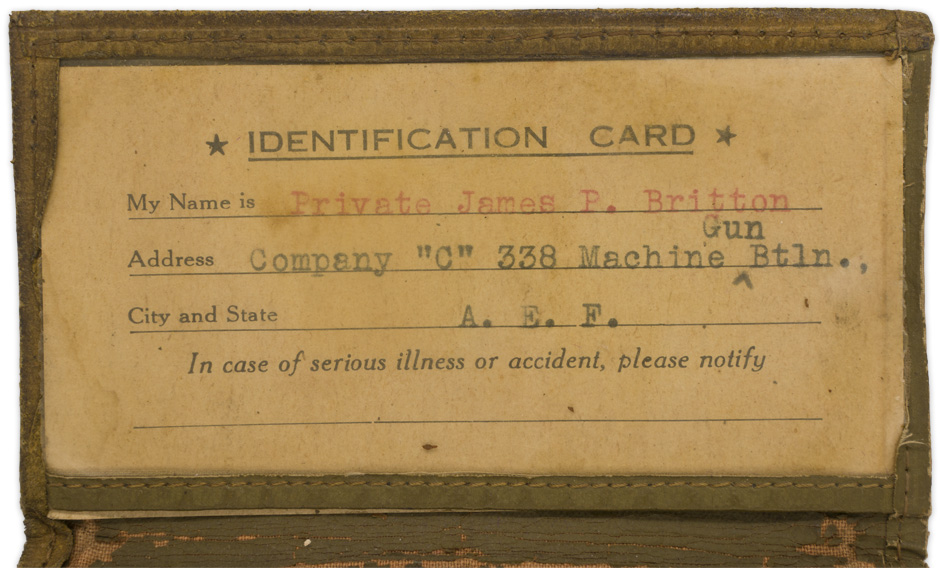 ★ IDENTIFICATION CARD ★
My Name is Private James P. Britton
Gun
Address Company "C" 338 Machine ^ Btln.,
City and State A. E. F.
In case of serious illness or accident, please notify